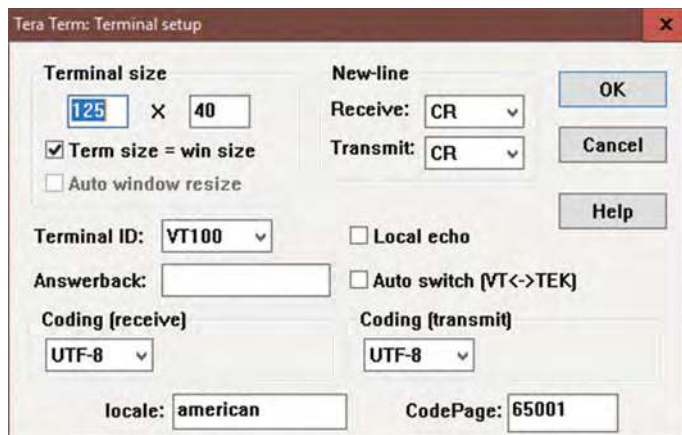 Tera Term: Terminal setup
Terminal size
125 X 40
Term size = win size
Auto window resize
New-line
Receive: CR
Transmit: CR
OK
Cancel
Help
Terminal ID: VT100
Local echo
Answerback:
Auto switch (VT<->TEK)
Coding (receive)
UTF-8
Coding (transmit)
UTF-8
locale: american
CodePage: 65001